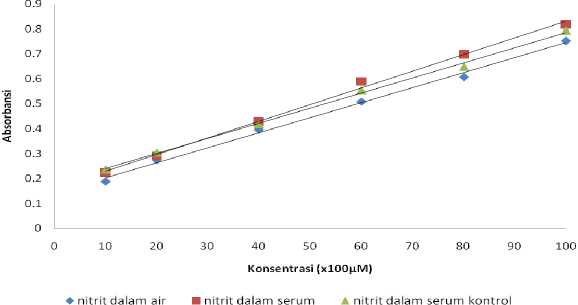 0.9
0.8
0.7
0.6
0.5
0.4
0.3
0.2
0.1
0
Absorbansi
0 10 20 30 40 50 60 70 80 90 100
Konsentrasi (x100µM)
nitrit dalam air nitrit dalam serum nitrit dalam serum kontrol